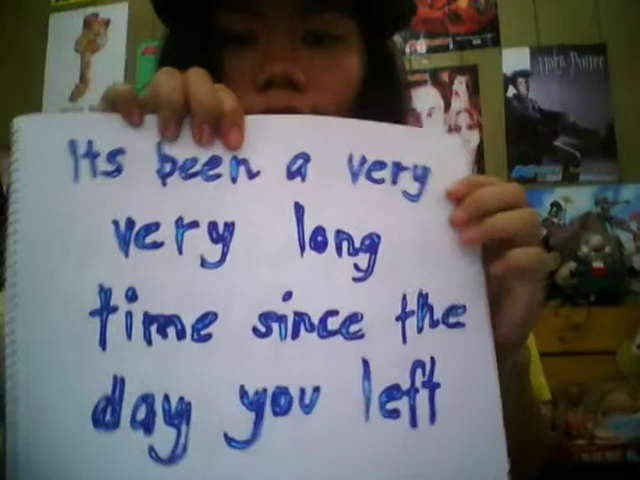 Its been a very
very long
time since the
day you left
Harry Potter